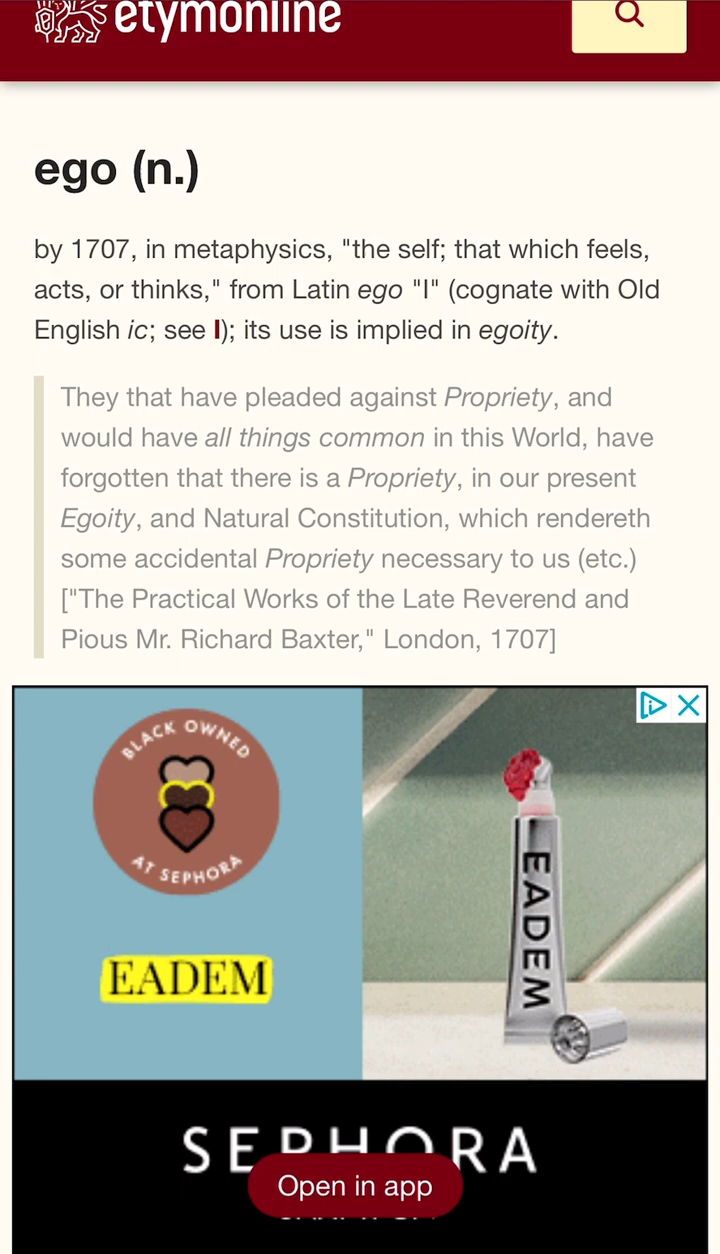 etymonline
ego (n.)
by 1707, in metaphysics, "the self; that which feels,
acts, or thinks," from Latin ego "I" (cognate with Old
English ic; see I); its use is implied in egoity.
They that have pleaded against Propriety, and
would have all things common in this World, have
forgotten that there is a Propriety, in our present
Egoity, and Natural Constitution, which rendereth
some accidental Propriety necessary to us (etc.)
["The Practical Works of the Late Reverend and
Pious Mr. Richard Baxter," London, 1707]
BLACK OWNED
AT SEPHORA
EADEM
EADEM
SEPHORA
Open in app